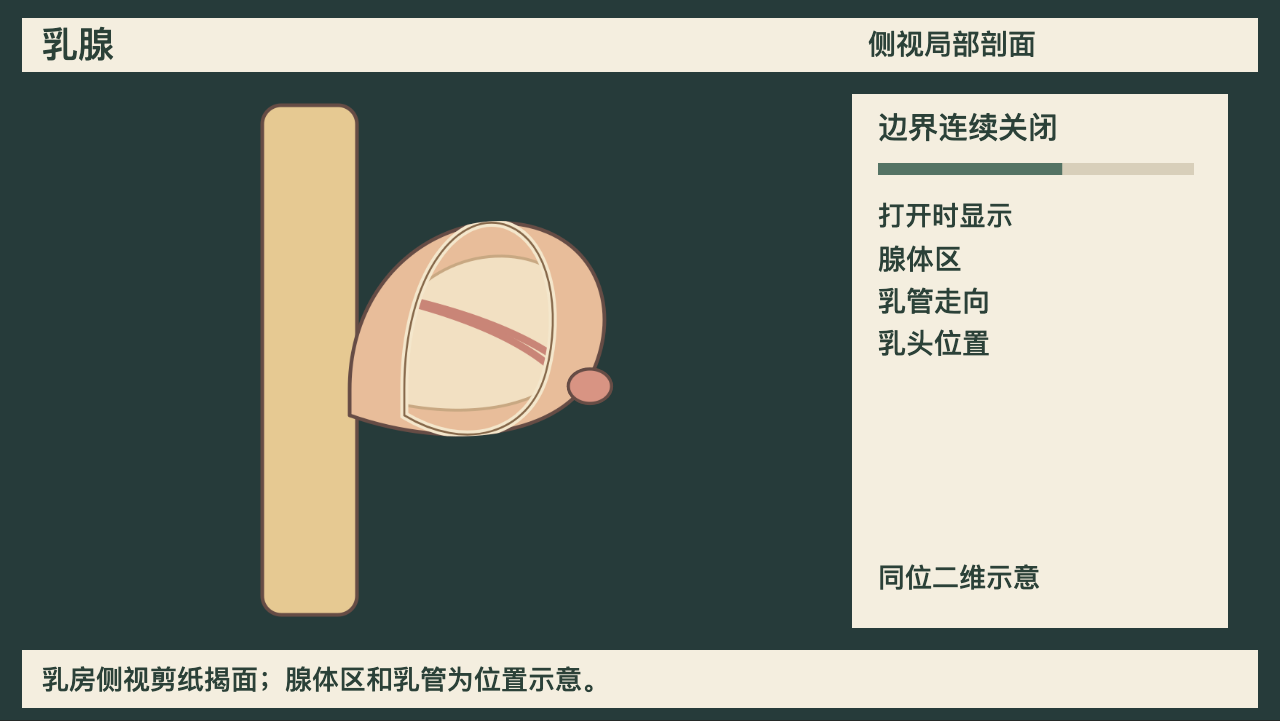 乳腺
侧视局部剖面
边界连续关闭
打开时显示
腺体区
乳管走向
乳头位置
同位二维示意
乳房侧视剪纸揭面；腺体区和乳管为位置示意。